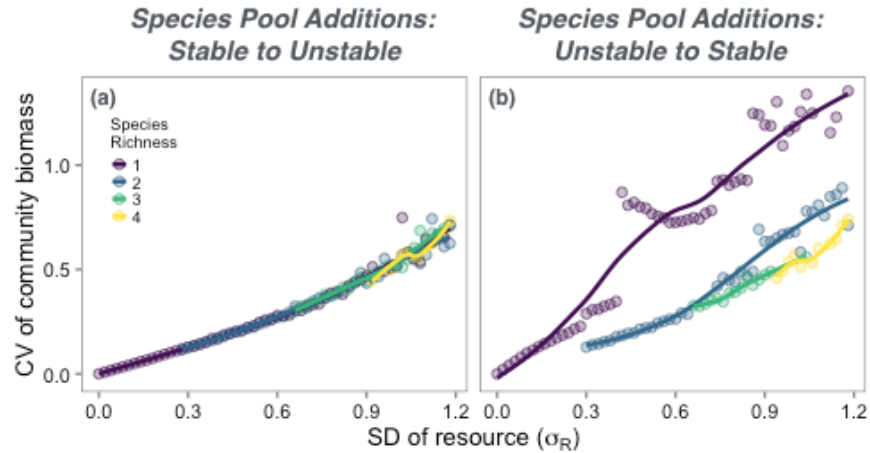 Species Pool Additions:
Stable to Unstable
Species Pool Additions:
Unstable to Stable
CV of community biomass
1.0
0.5
0.0
(a)
Species
Richness
1
2
3
4
(b)
0.0 0.3 0.6 0.9 1.2
0.0 0.3 0.6 0.9 1.2
SD of resource (σR)